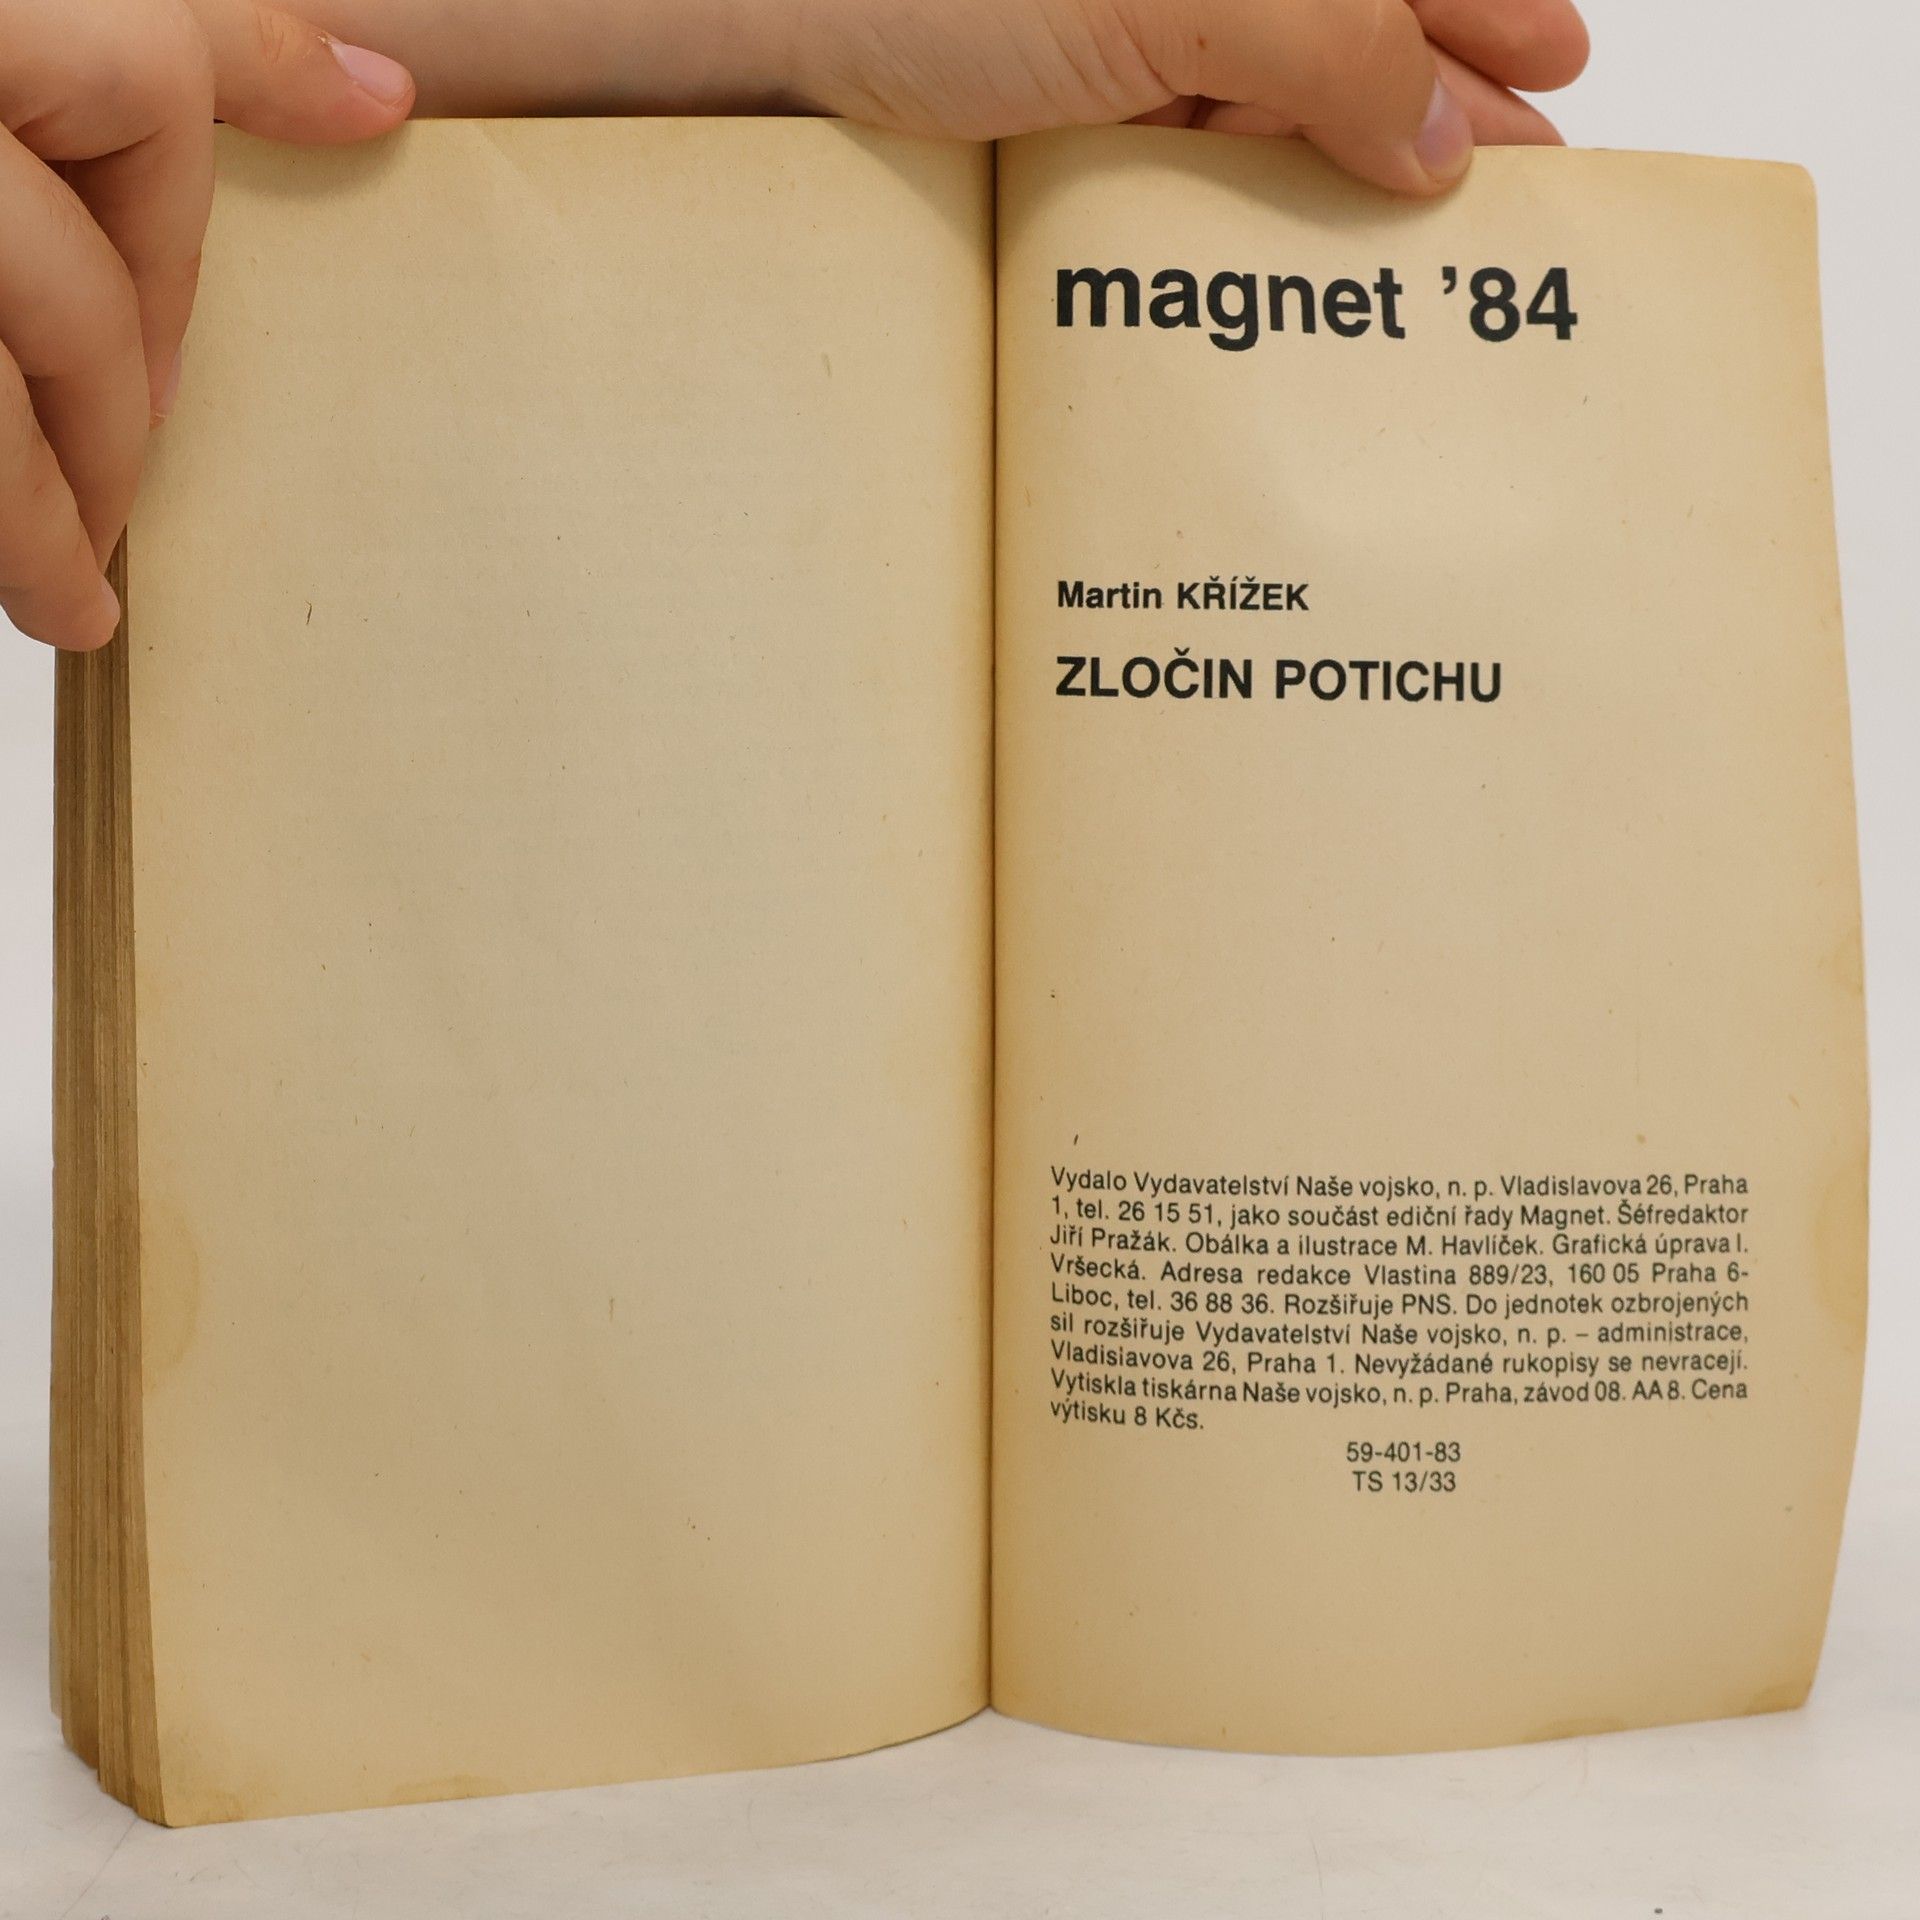 magnet ’84
Martin KŘÍŽEK
ZLOČIN POTICHU
Vydalo Vydavatelství Naše vojsko, n. p. Vladislavova 26, Praha
1, tel. 26 15 51, jako součást ediční řady Magnet. Šéfredaktor
Jiří Pražák. Obálka a ilustrace M. Havlíček. Grafická úprava I.
Vršecká. Adresa redakce Vlastina 889/23, 160 05 Praha 6-
Liboc, tel. 36 88 36. Rozšiřuje PNS. Do jednotek ozbrojených
sil rozšiřuje Vydavatelství Naše vojsko, n. p. – administrace,
Vladislavova 26, Praha 1. Nevyžádané rukopisy se nevracejí.
Vytiskla tiskárna Naše vojsko, n. p. Praha, závod 08. AA 8. Cena
výtisku 8 Kčs.
59-401-83
TS 13/33